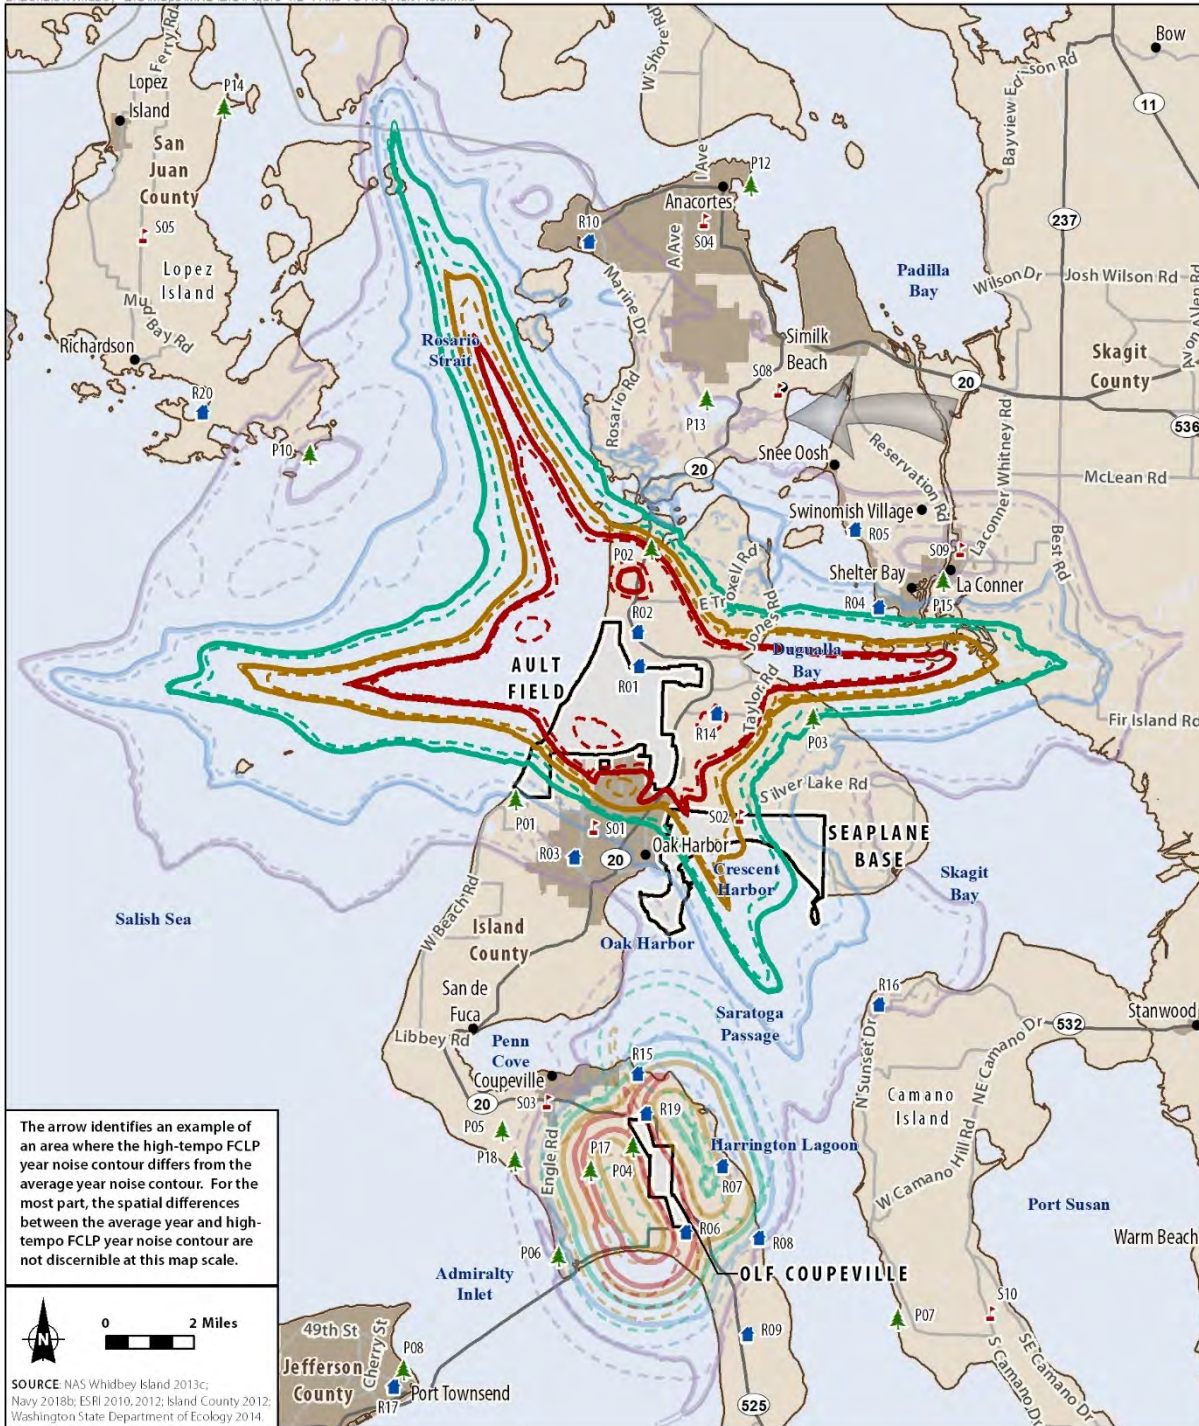 Bow
W Shore Rd
Ferry Rd
Lopez
Island
P14
11
San
Juan
County
Bayview Edison Rd
I Ave
P12
Anacortes
237
S05
R10
S04
A Ave
Lopez
Island
Padilla
Bay
Wilson Dr
Josh Wilson Rd
Mud Bay Rd
Marine Dr
Avon Allen Rd
Richardson
Rosario
Strait
Similk
Beach
Skagit
County
S08
20
R20
Rosario Rd
P13
536
P10
Snee Oosh
20
Reservation Rd
Laconner Whitney Rd
McLean Rd
Swinomish Village
R05
Best Rd
P02
S09
E Troxell Rd
Shelter Bay
La Conner
R04
P15
R02
Jones Rd
AULT
FIELD
Dugualla
Bay
R01
Taylor Rd
R14
Fir Island Rd
P03
Silver Lake Rd
P01
S01
S02
SEAPLANE
BASE
R03
20
Oak Harbor
Crescent
Harbor
Skagit
Bay
Salish Sea
W Beach Rd
Island
County
Oak Harbor
San de
Fuca
R16
Saratoga
Passage
Stanwood
532
Libbey Rd
Penn
Cove
R15
Coupeville
N Sunset Dr
NE Camano Dr
Camano
Island
20
S03
R19
P05
P17
Harrington Lagoon
P18
Engle Rd
P04
R07
W Camano Hill Rd
Port Susan
R06
P06
R08
Warm Beach
Admiralty
Inlet
OLF COUPEVILLE
P07
S10
R09
S Camano Dr
SE Camano Dr
525
The arrow identifies an example of
an area where the high-tempo FCLP
year noise contour differs from the
average year noise contour. For the
most part, the spatial differences
between the average year and high-
tempo FCLP year noise contour are
not discernible at this map scale.
N
0 2 Miles
49th St
Cherry St
Jefferson
County
P08
R17
Port Townsend
SOURCE: NAS Whidbey Island 2013c;
Navy 2018b; ESRI 2010, 2012; Island County 2012;
Washington State Department of Ecology 2014.